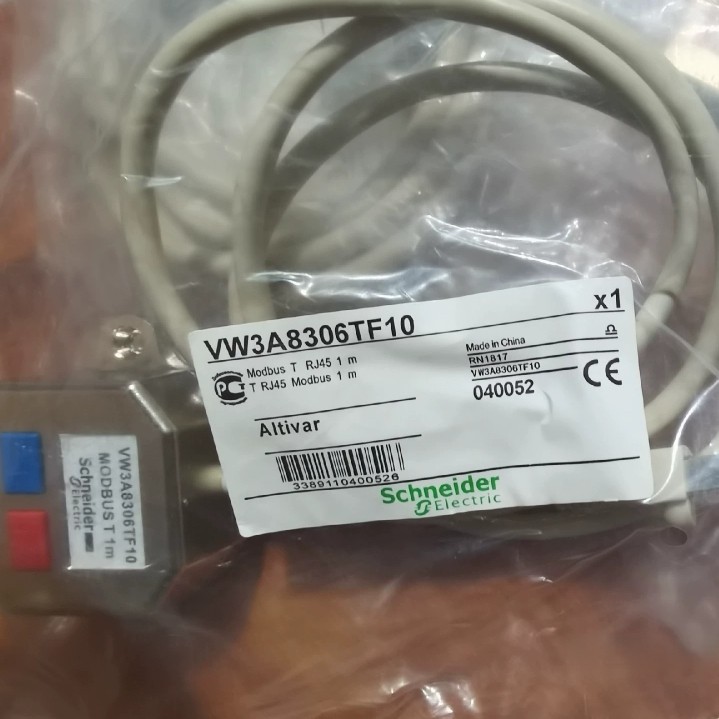 x1
VW3A8306TF10
Modbus T RJ45 1 m
T RJ45 Modbus 1 m
Made in China
RN1817
VW3A8306TF10
040052
CE
Altivar
3389110400526
Schneider
Electric
VW3A8306TF10
MODBUS T 1m
Schneider
Electric